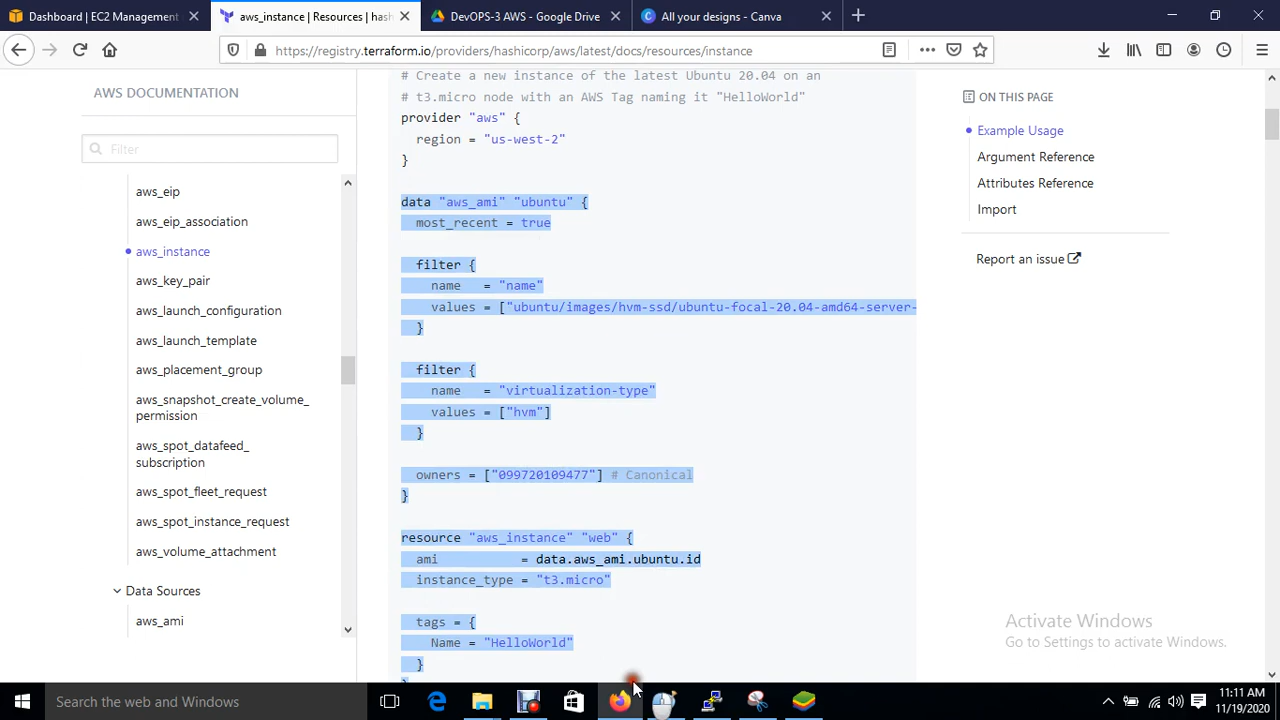 Dashboard | EC2 Management
aws_instance | Resources | hash
DevOPS-3 AWS - Google Drive
All your designs - Canva
https://registry.terraform.io/providers/hashicorp/aws/latest/docs/resources/instance
AWS DOCUMENTATION
Filter
aws_eip
aws_eip_association
aws_instance
aws_key_pair
aws_launch_configuration
aws_launch_template
aws_placement_group
aws_snapshot_create_volume_
permission
aws_spot_datafeed_
subscription
aws_spot_fleet_request
aws_spot_instance_request
aws_volume_attachment
Data Sources
aws_ami
# Create a new instance of the latest Ubuntu 20.04 on an
# t3.micro node with an AWS Tag naming it "HelloWorld"
provider "aws" {
region = "us-west-2"
}
data "aws_ami" "ubuntu" {
most_recent = true
filter {
name = "name"
values = ["ubuntu/images/hvm-ssd/ubuntu-focal-20.04-amd64-server-
}
filter {
name = "virtualization-type"
values = ["hvm"]
}
owners = ["099720109477"] # Canonical
}
resource "aws_instance" "web" {
ami = data.aws_ami.ubuntu.id
instance_type = "t3.micro"
tags = {
Name = "HelloWorld"
}
ON THIS PAGE
Example Usage
Argument Reference
Attributes Reference
Import
Report an issue
Activate Windows
Go to Settings to activate Windows.
Search the web and Windows
11:11 AM
11/19/2020